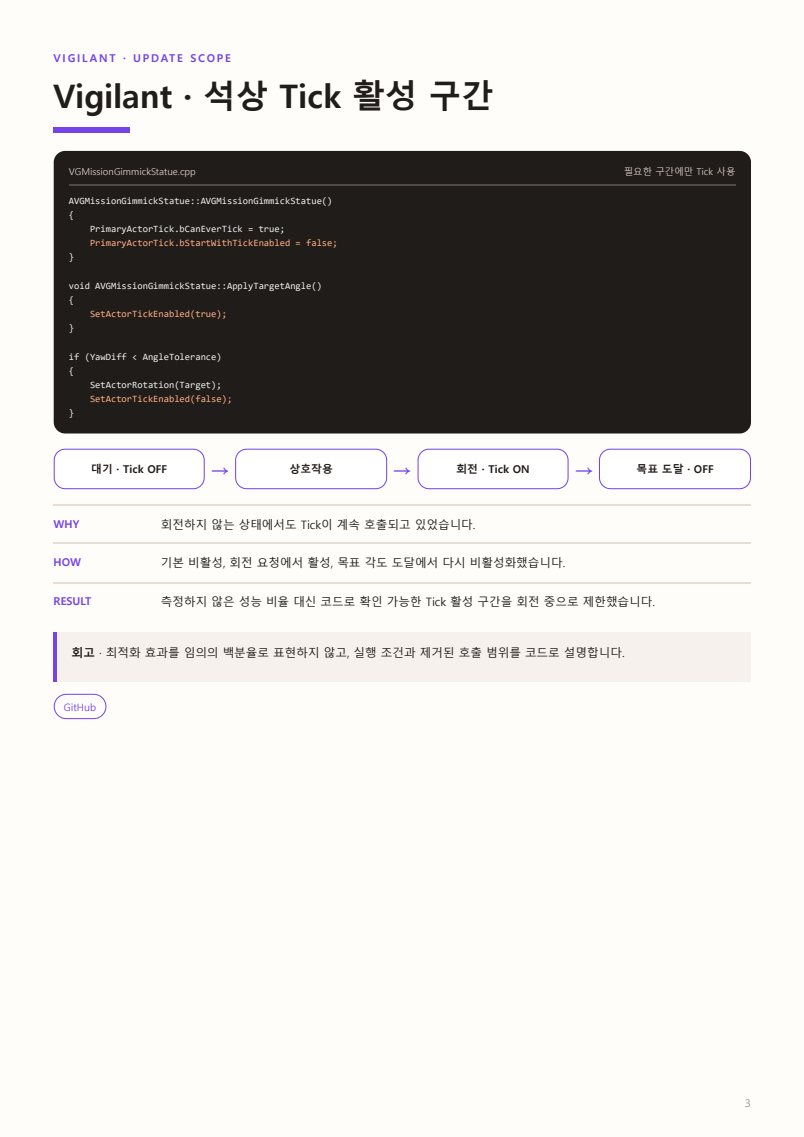 VIGILANT · UPDATE SCOPE
Vigilant · 석상 Tick 활성 구간
VGMissionGimmickStatue.cpp
필요한 구간에만 Tick 사용
AVGMissionGimmickStatue::AVGMissionGimmickStatue()
{
    PrimaryActorTick.bCanEverTick = true;
    PrimaryActorTick.bStartWithTickEnabled = false;
}
void AVGMissionGimmickStatue::ApplyTargetAngle()
{
    SetActorTickEnabled(true);
}
if (YawDiff < AngleTolerance)
{
    SetActorRotation(Target);
    SetActorTickEnabled(false);
}
대기 · Tick OFF → 상호작용 → 회전 · Tick ON → 목표 도달 · OFF
WHY 회전하지 않는 상태에서도 Tick이 계속 호출되고 있었습니다.
HOW 기본 비활성, 회전 요청에서 활성, 목표 각도 도달에서 다시 비활성화했습니다.
RESULT 측정하지 않은 성능 비율 대신 코드로 확인 가능한 Tick 활성 구간을 회전 중으로 제한했습니다.
회고 · 최적화 효과를 임의의 백분율로 표현하지 않고, 실행 조건과 제거된 호출 범위를 코드로 설명합니다.
GitHub
3